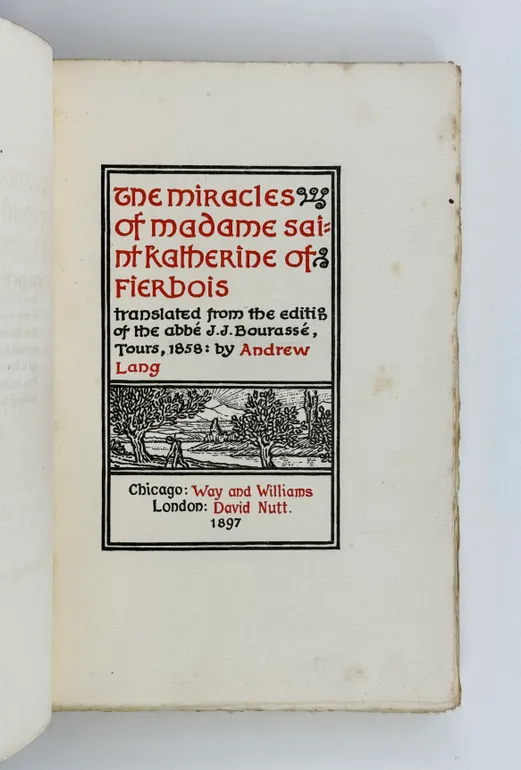 The miracles
of madame sai=
nt Katherine of
Fierbois
translated from the editiō
of the abbé J.J. Bourassé,
Tours, 1858: by Andrew
Lang
Chicago: Way and Williams
London: David Nutt.
1897